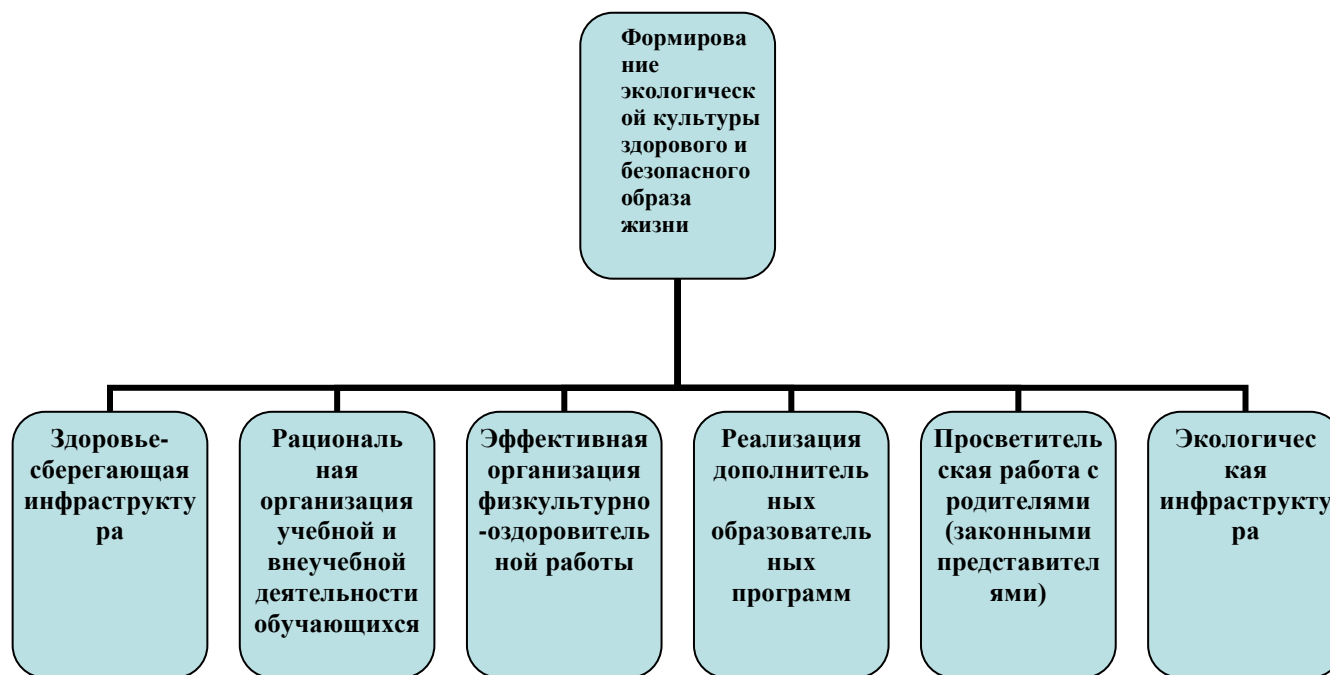 Формирова
ние
экологическ
ой культуры
здорового и
безопасного
образа
жизни
Здоровье-
сберегающая
инфраструкту
ра
Рациональ
ная
организация
учебной и
внеучебной
деятельности
обучающихся
Эффективная
организация
физкультурно
-оздоровитель
ной работы
Реализация
дополнитель
ных
образователь
ных
программ
Просветитель
ская работа с
родителями
(законными
представител
ями)
Экологичес
кая
инфраструкту
ра